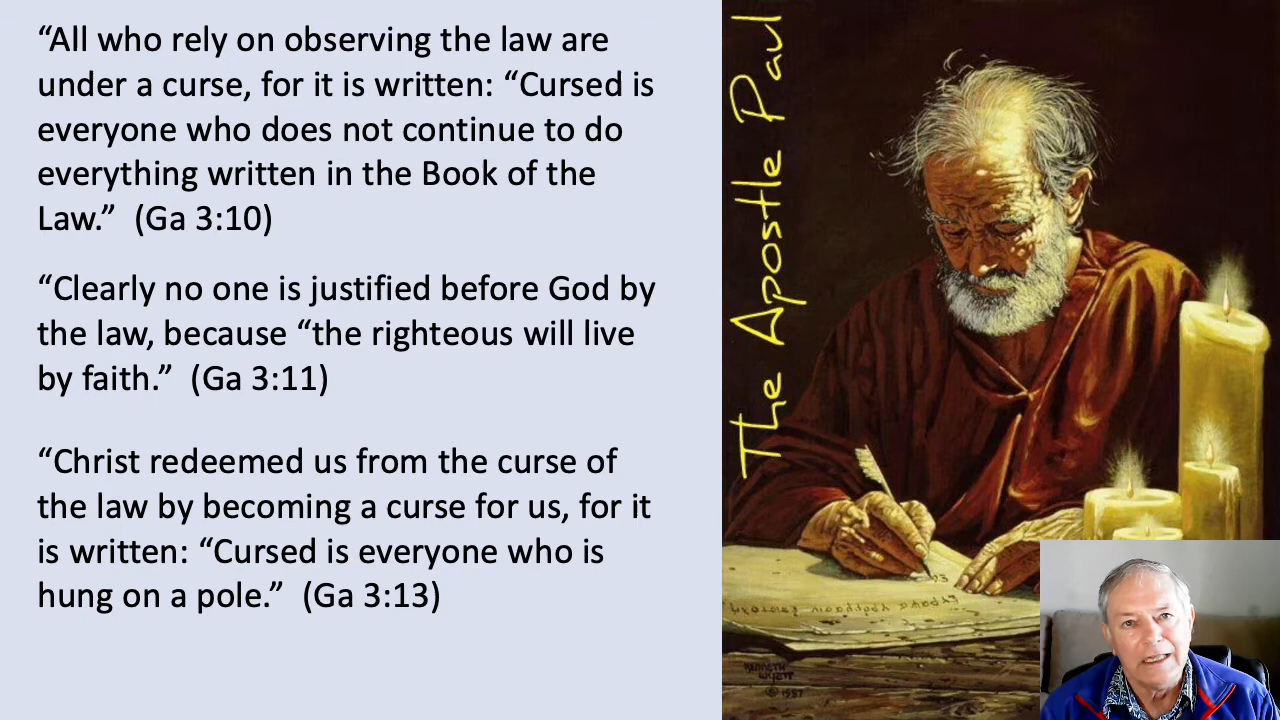 “All who rely on observing the law are
under a curse, for it is written: “Cursed is
everyone who does not continue to do
everything written in the Book of the
Law.”  (Ga 3:10)
“Clearly no one is justified before God by
the law, because “the righteous will live
by faith.”  (Ga 3:11)
“Christ redeemed us from the curse of
the law by becoming a curse for us, for it
is written: “Cursed is everyone who is
hung on a pole.”  (Ga 3:13)
The Apostle Paul
KENNETH
WYATT
© 1987